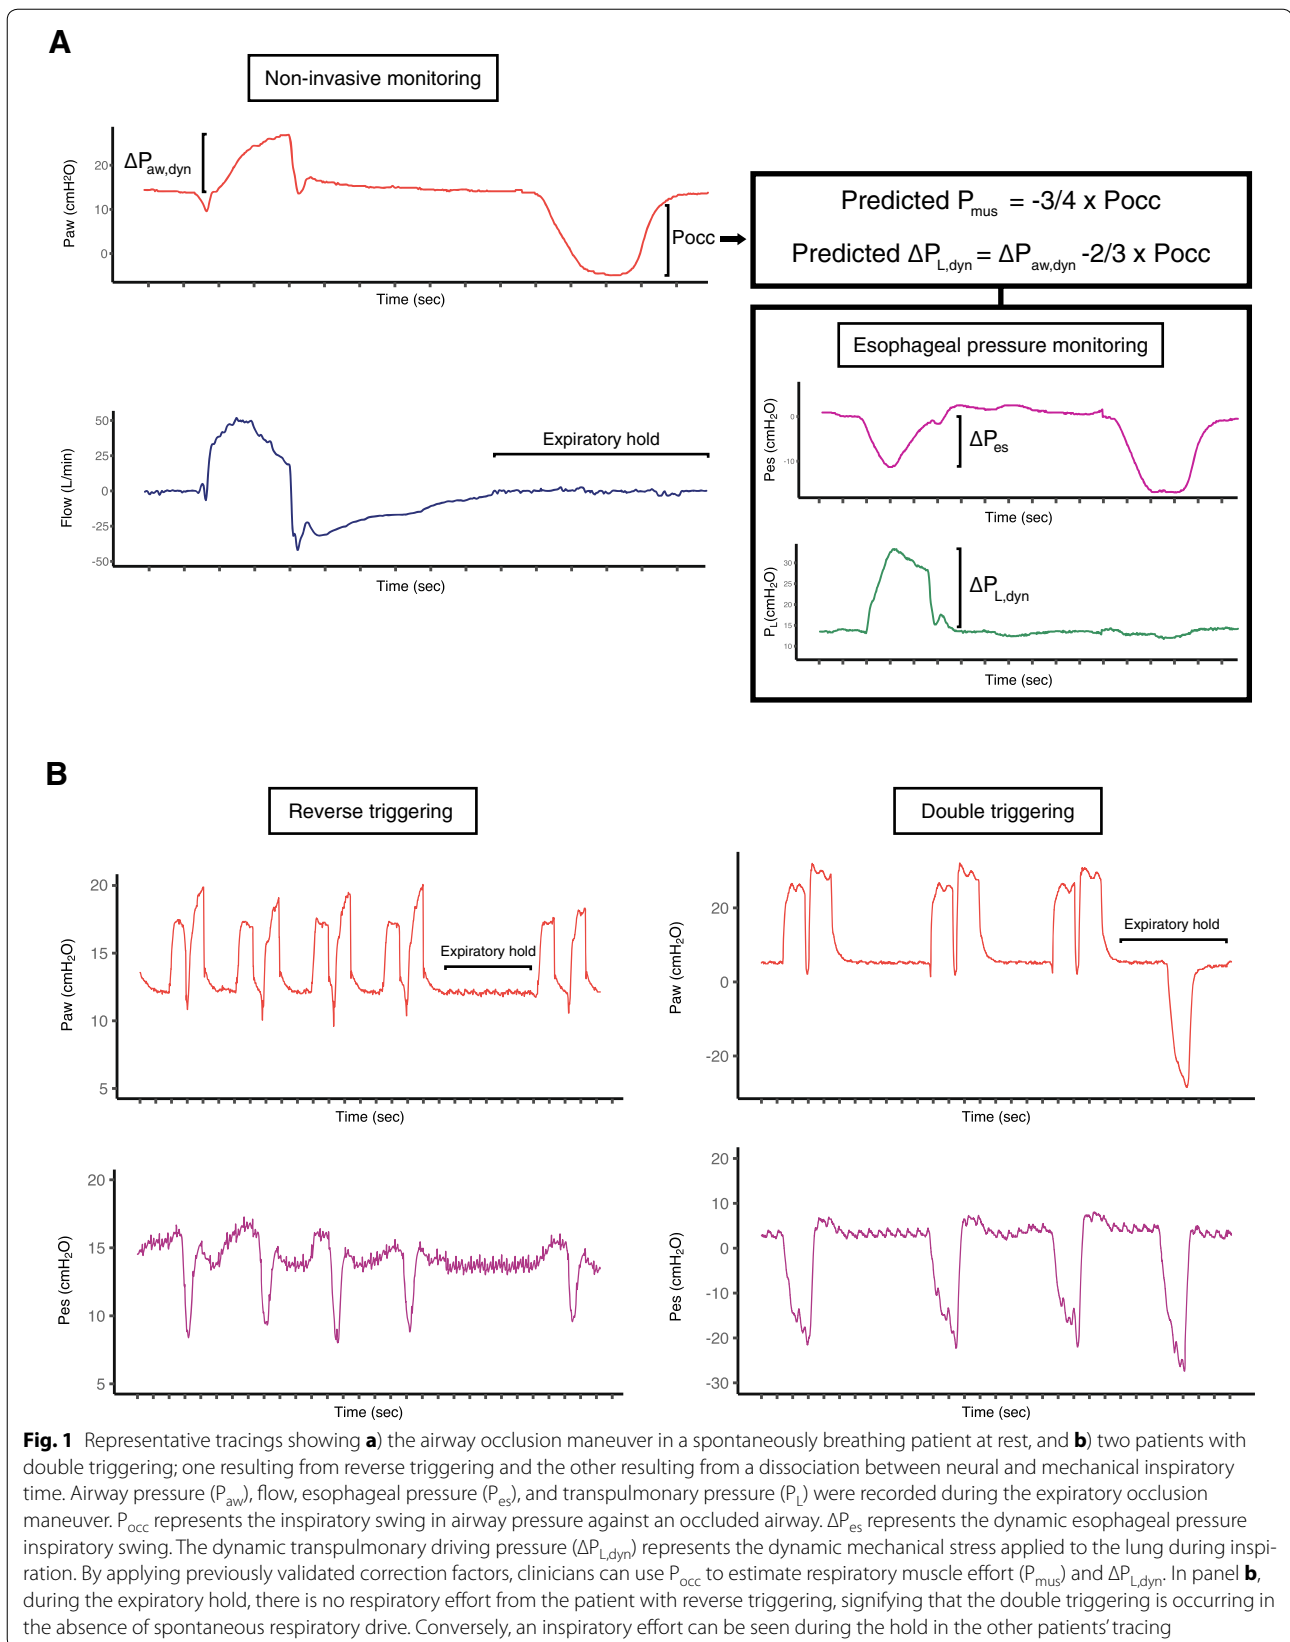 A
Non-invasive monitoring
ΔPaw,dyn
20
10
0
Paw (cmH²O)
Pocc
Time (sec)
Predicted Pmus = -3/4 x Pocc
Predicted ΔPL,dyn = ΔPaw,dyn -2/3 x Pocc
50
25
0
-25
-50
Flow (L/min)
Expiratory hold
Time (sec)
Esophageal pressure monitoring
0
-10
Pes (cmH2O)
ΔPes
Time (sec)
30
25
20
15
10
PL(cmH2O)
ΔPL,dyn
Time (sec)
B
Reverse triggering
20
15
10
5
Paw (cmH2O)
Expiratory hold
Time (sec)
Double triggering
20
0
-20
Paw (cmH2O)
Expiratory hold
Time (sec)
20
15
10
5
Pes (cmH2O)
Time (sec)
20
10
0
-10
-20
-30
Pes (cmH2O)
Time (sec)
Fig. 1 Representative tracings showing a) the airway occlusion maneuver in a spontaneously breathing patient at rest, and b) two patients with
double triggering; one resulting from reverse triggering and the other resulting from a dissociation between neural and mechanical inspiratory
time. Airway pressure (Paw), flow, esophageal pressure (Pes), and transpulmonary pressure (PL) were recorded during the expiratory occlusion
maneuver. Pocc represents the inspiratory swing in airway pressure against an occluded airway. ΔPes represents the dynamic esophageal pressure
inspiratory swing. The dynamic transpulmonary driving pressure (ΔPL,dyn) represents the dynamic mechanical stress applied to the lung during inspi-
ration. By applying previously validated correction factors, clinicians can use Pocc to estimate respiratory muscle effort (Pmus) and ΔPL,dyn. In panel b,
during the expiratory hold, there is no respiratory effort from the patient with reverse triggering, signifying that the double triggering is occurring in
the absence of spontaneous respiratory drive. Conversely, an inspiratory effort can be seen during the hold in the other patients' tracing